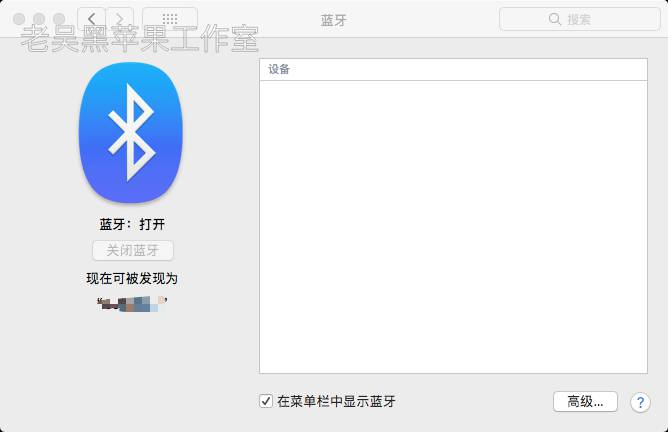 蓝牙
搜索
老吴黑苹果工作室
设备
蓝牙：打开
关闭蓝牙
现在可被发现为
在菜单栏中显示蓝牙
高级...
?